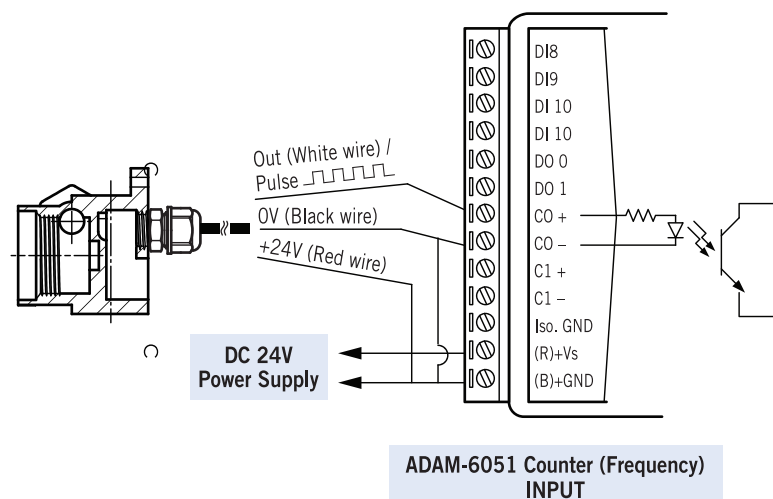 Out (White wire) /
Pulse
0V (Black wire)
+24V (Red wire)
DC 24V
Power Supply
DI8
DI9
DI 10
DI 10
DO 0
DO 1
CO +
CO –
C1 +
C1 –
Iso. GND
(R)+Vs
(B)+GND
ADAM-6051 Counter (Frequency)
INPUT